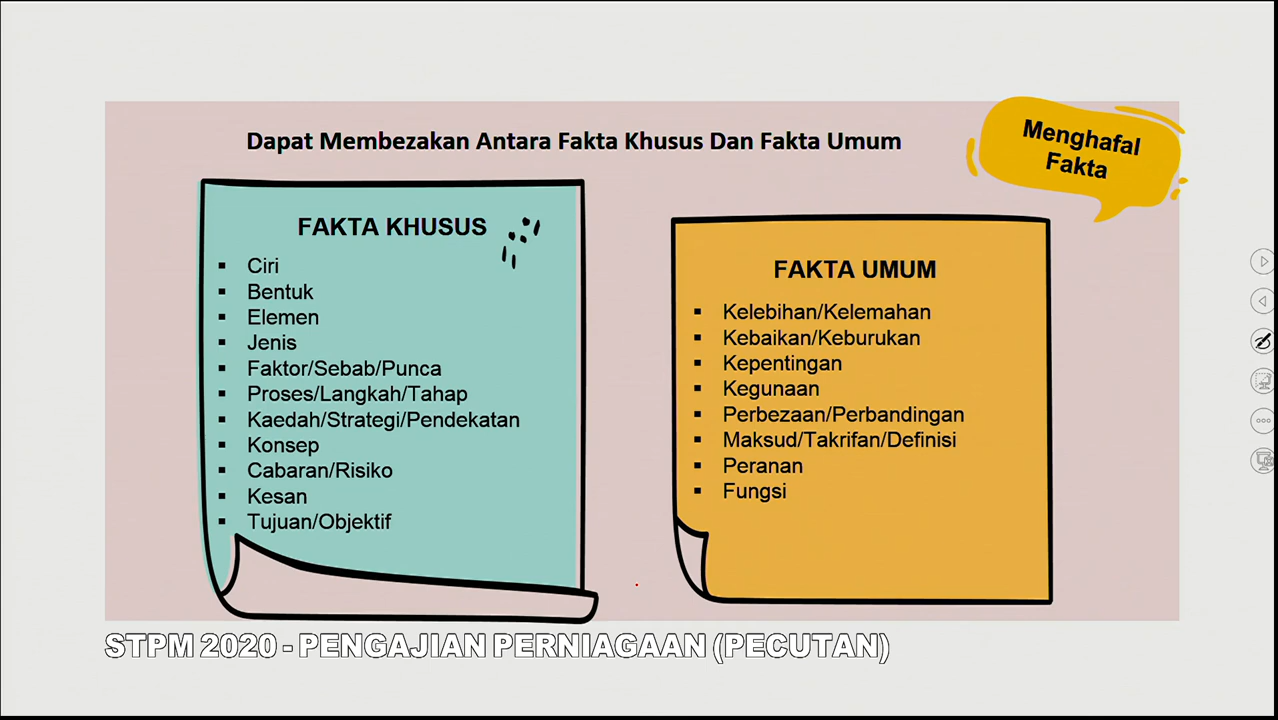 Dapat Membezakan Antara Fakta Khusus Dan Fakta Umum
Menghafal
Fakta
FAKTA KHUSUS
Ciri
Bentuk
Elemen
Jenis
Faktor/Sebab/Punca
Proses/Langkah/Tahap
Kaedah/Strategi/Pendekatan
Konsep
Cabaran/Risiko
Kesan
Tujuan/Objektif
FAKTA UMUM
Kelebihan/Kelemahan
Kebaikan/Keburukan
Kepentingan
Kegunaan
Perbezaan/Perbandingan
Maksud/Takrifan/Definisi
Peranan
Fungsi
STPM 2020 - PENGAJIAN PERNIAGAAN (PECUTAN)